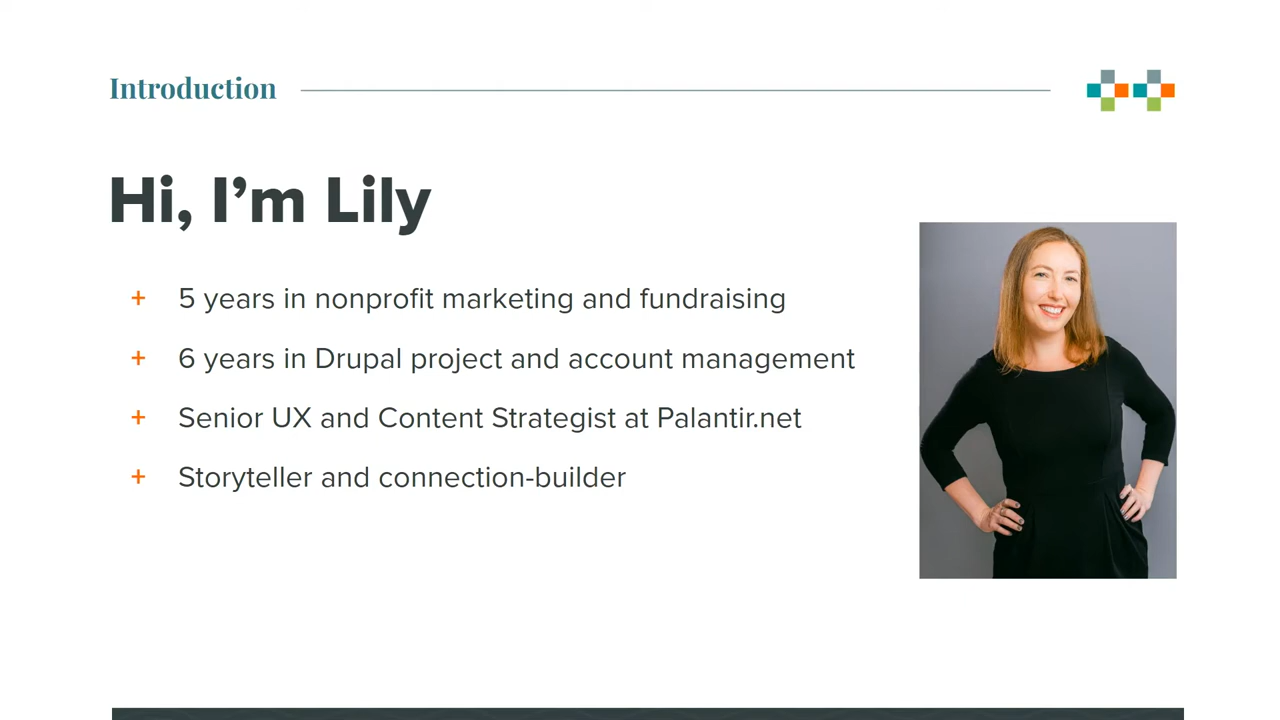 Introduction
Hi, I’m Lily
+ 5 years in nonprofit marketing and fundraising
+ 6 years in Drupal project and account management
+ Senior UX and Content Strategist at Palantir.net
+ Storyteller and connection-builder